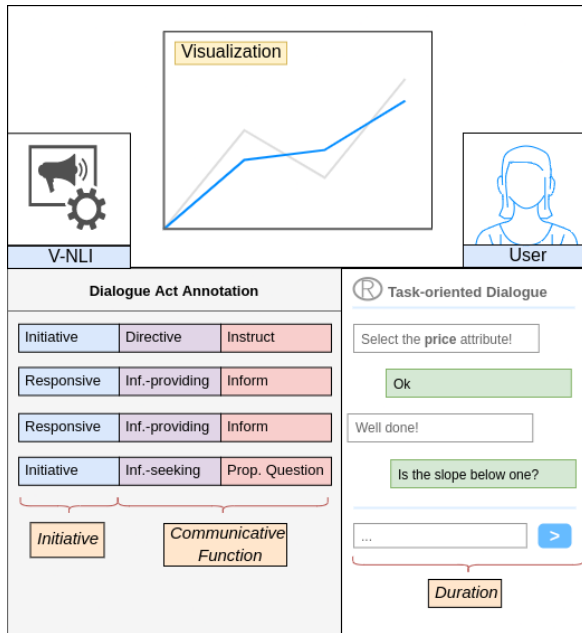 Visualization
V-NLI
User
Dialogue Act Annotation
Initiative Directive Instruct
Responsive Inf.-providing Inform
Responsive Inf.-providing Inform
Initiative Inf.-seeking Prop. Question
Initiative
Communicative
Function
R Task-oriented Dialogue
Select the price attribute!
Ok
Well done!
Is the slope below one?
... >
Duration